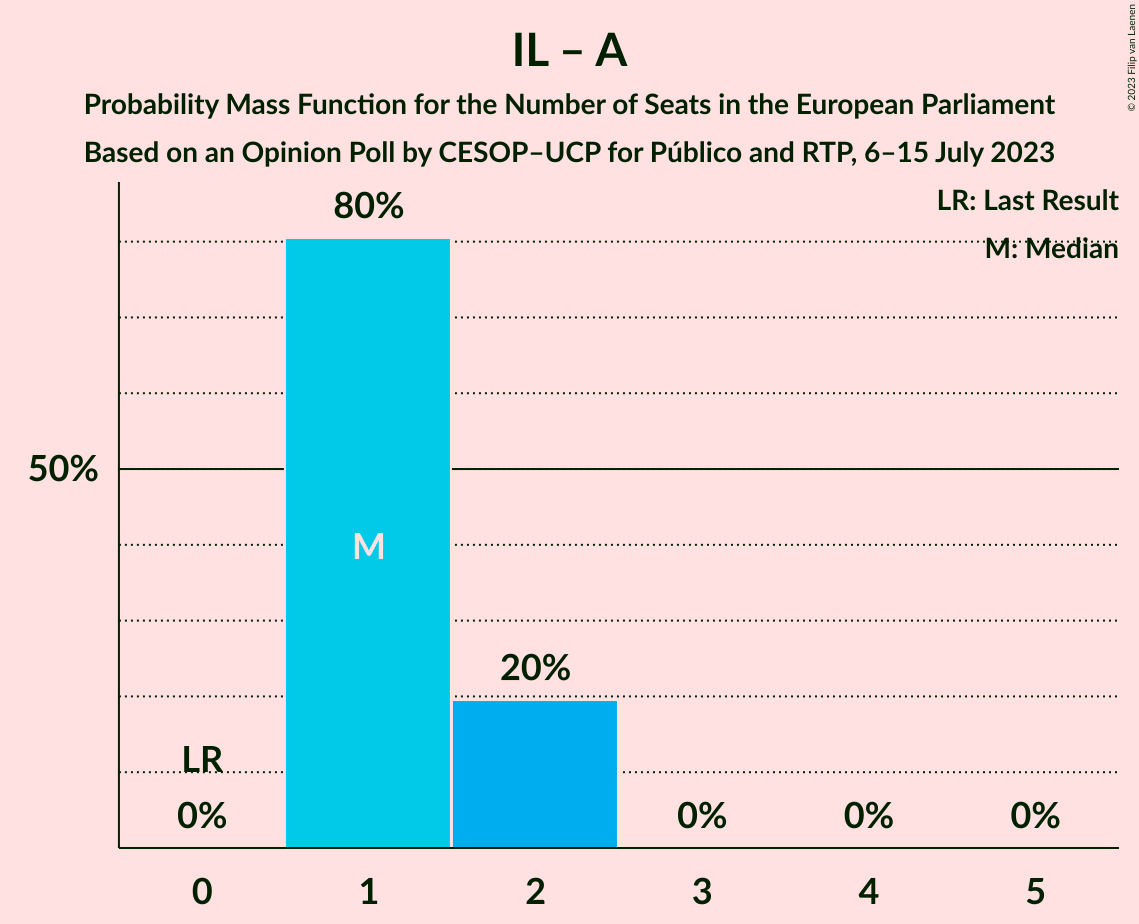 IL – A
Probability Mass Function for the Number of Seats in the European Parliament
Based on an Opinion Poll by CESOP–UCP for Público and RTP, 6–15 July 2023
© 2023 Filip van Laenen
LR: Last Result
M: Median
80%
50%
M
20%
LR
0%
0%
0%
0%
0
1
2
3
4
5